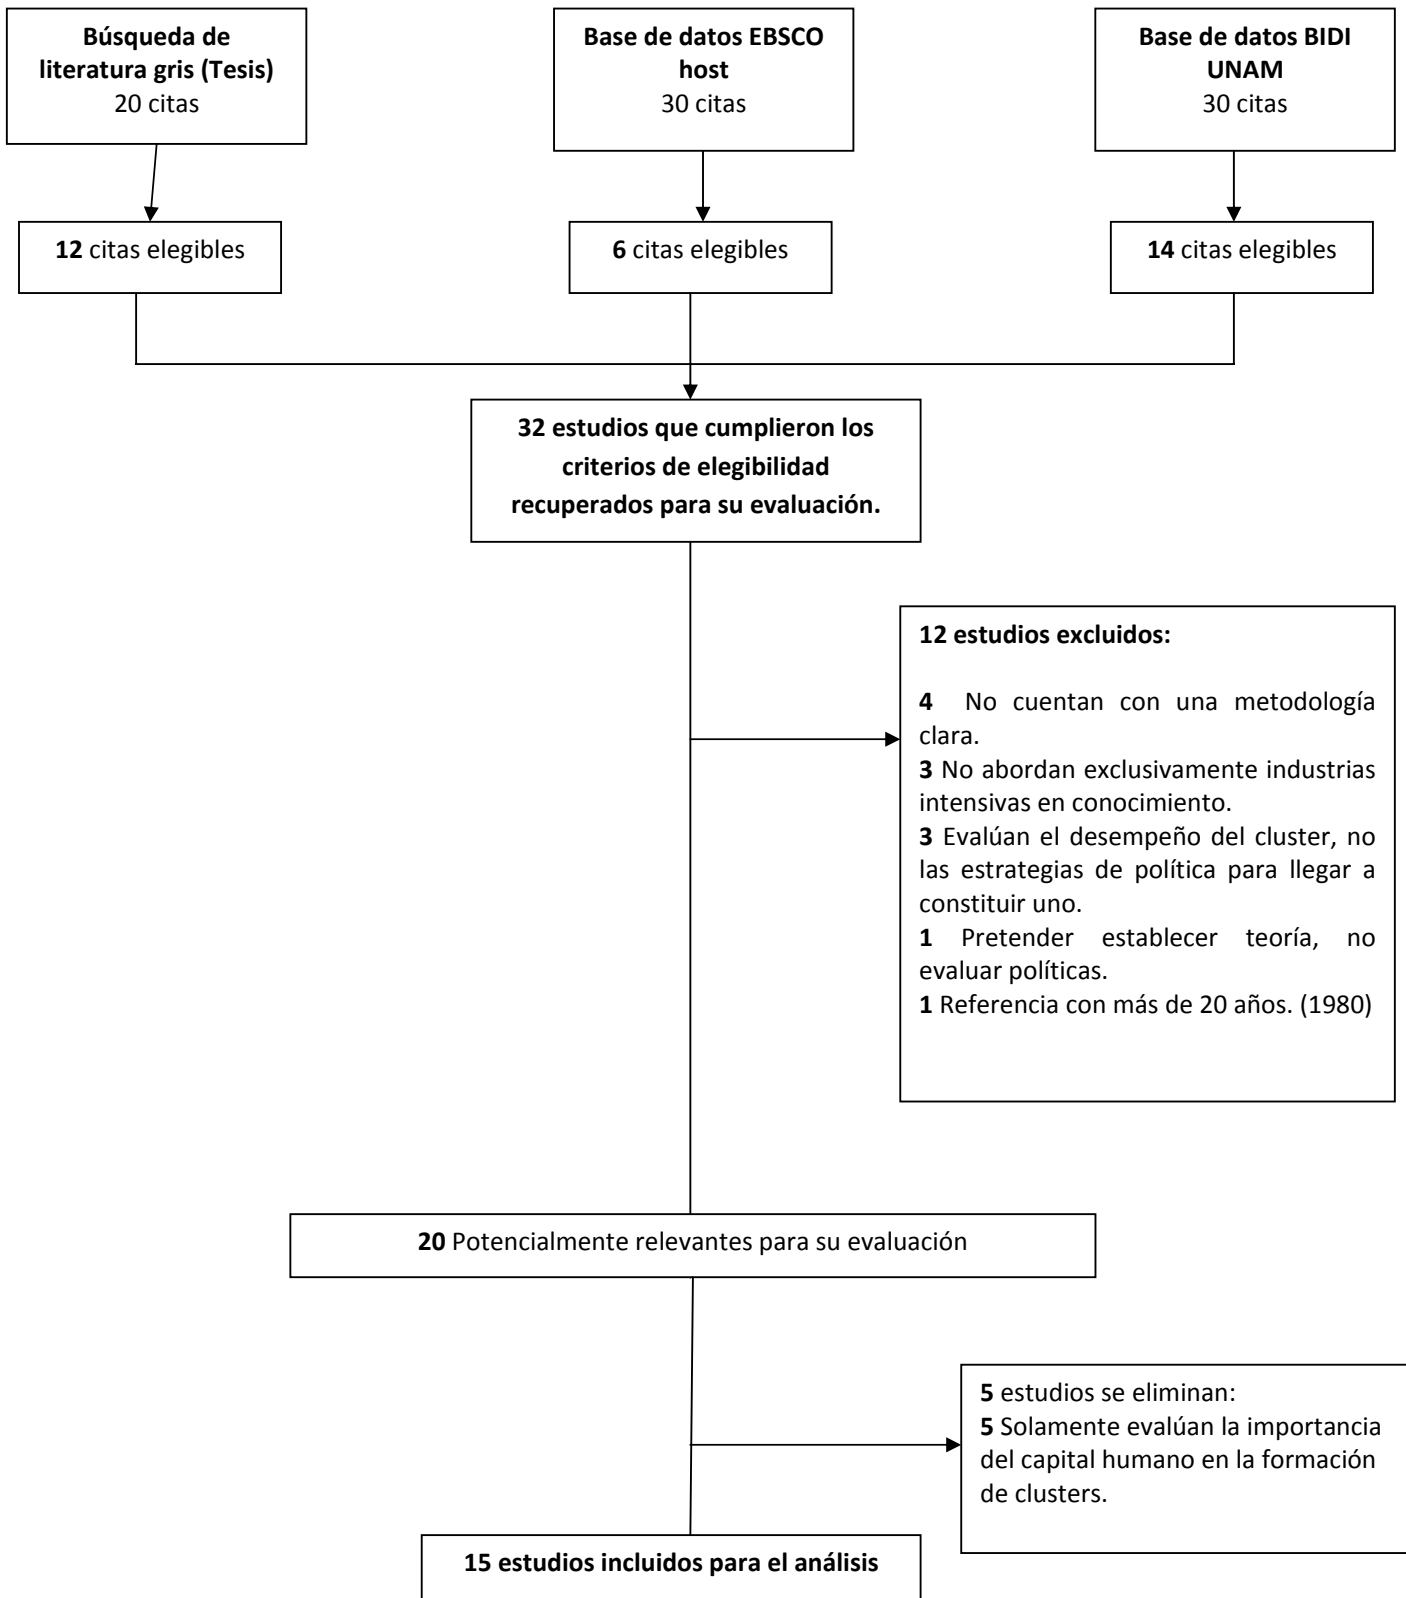 Búsqueda de
literatura gris (Tesis)
20 citas
Base de datos EBSCO
host
30 citas
Base de datos BIDI
UNAM
30 citas
12 citas elegibles
6 citas elegibles
14 citas elegibles
32 estudios que cumplieron los
criterios de elegibilidad
recuperados para su evaluación.
12 estudios excluidos:
4 No cuentan con una metodología
clara.
3 No abordan exclusivamente industrias
intensivas en conocimiento.
3 Evalúan el desempeño del cluster, no
las estrategias de política para llegar a
constituir uno.
1 Pretender establecer teoría, no
evaluar políticas.
1 Referencia con más de 20 años. (1980)
20 Potencialmente relevantes para su evaluación
5 estudios se eliminan:
5 Solamente evalúan la importancia
del capital humano en la formación
de clusters.
15 estudios incluidos para el análisis